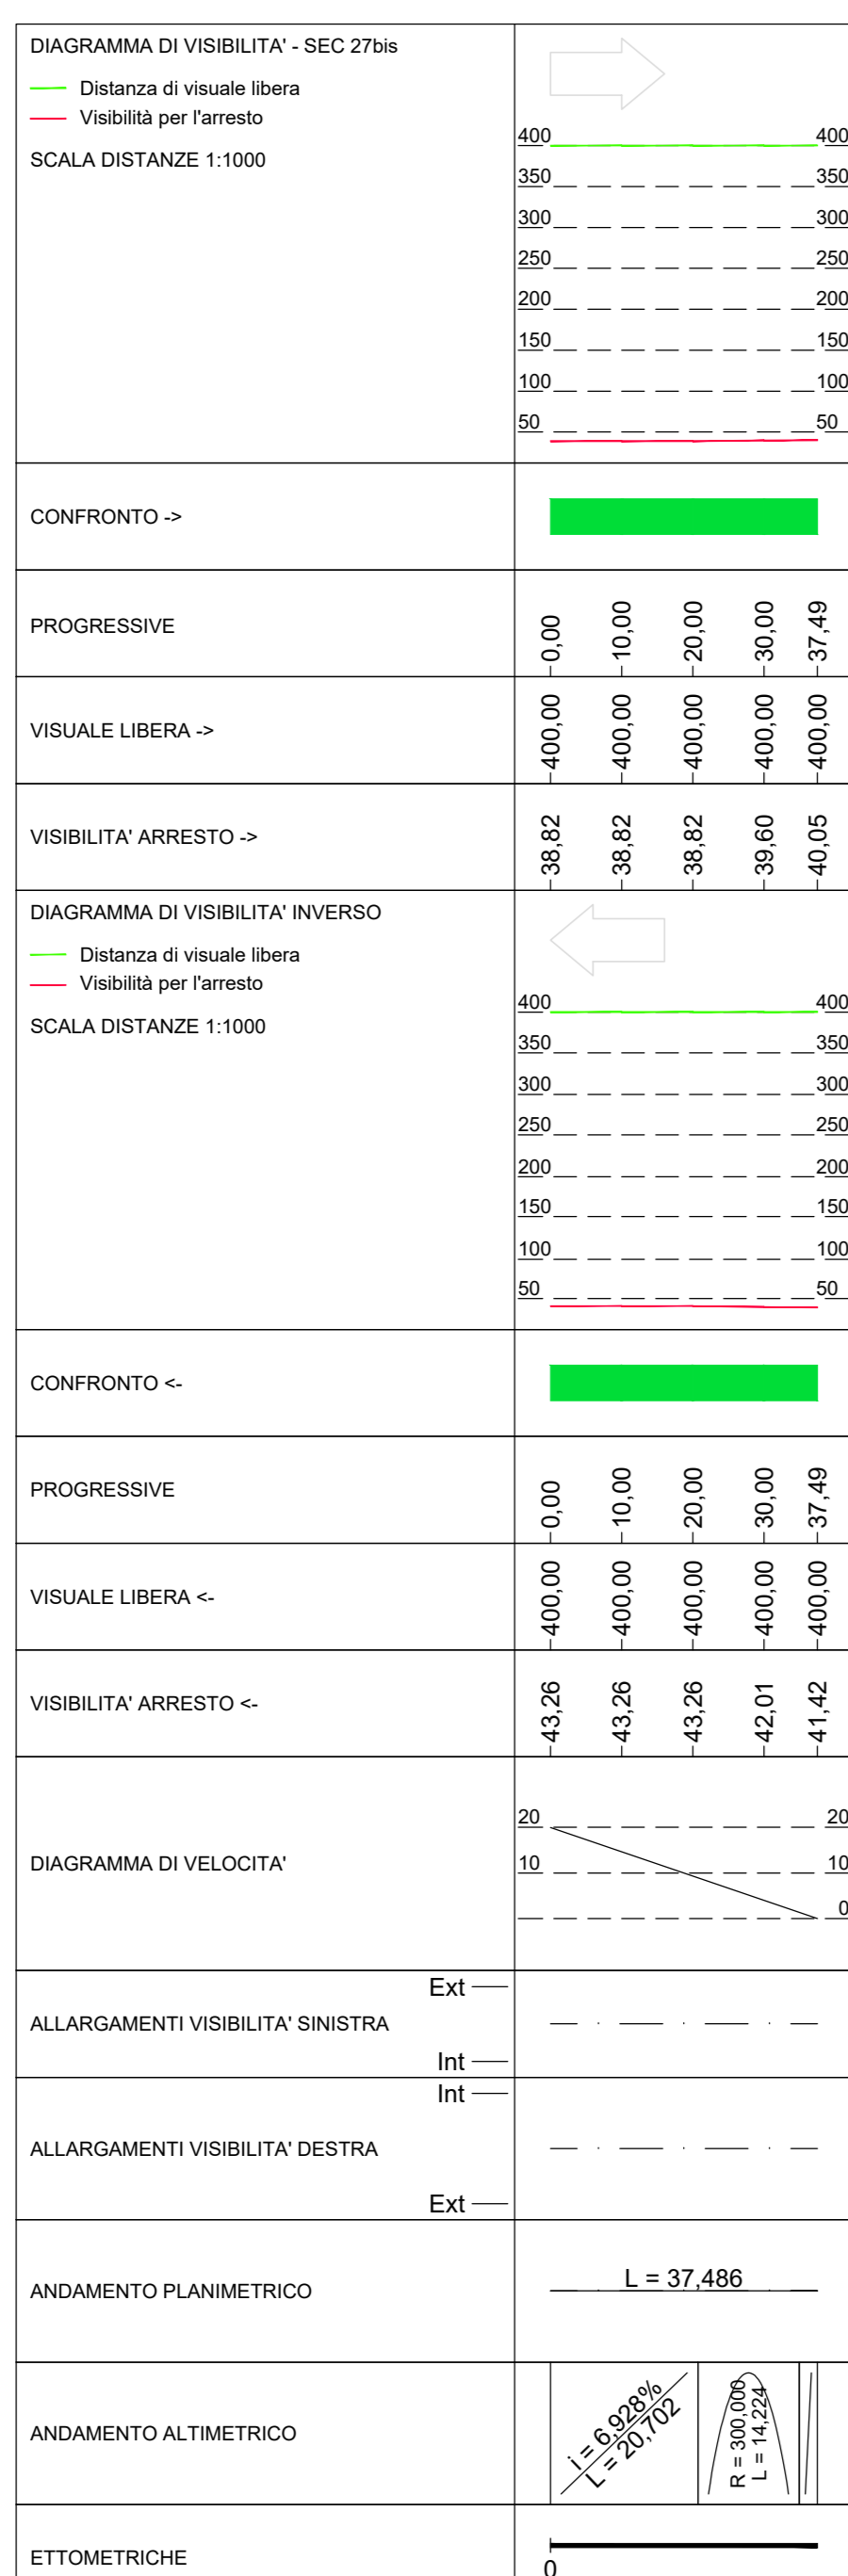 DIAGRAMMA DI VISIBILITA' - SEC 27bis
Distanza di visuale libera
Visibilità per l'arresto
SCALA DISTANZE 1:1000
400 400
350 350
300 300
250 250
200 200
150 150
100 100
50 50
CONFRONTO ->
PROGRESSIVE
0,00 10,00 20,00 30,00 37,49
VISUALE LIBERA ->
400,00 400,00 400,00 400,00 400,00
VISIBILITA' ARRESTO ->
38,82 38,82 38,82 39,60 40,05
DIAGRAMMA DI VISIBILITA' INVERSO
Distanza di visuale libera
Visibilità per l'arresto
SCALA DISTANZE 1:1000
400 400
350 350
300 300
250 250
200 200
150 150
100 100
50 50
CONFRONTO <-
PROGRESSIVE
0,00 10,00 20,00 30,00 37,49
VISUALE LIBERA <-
400,00 400,00 400,00 400,00 400,00
VISIBILITA' ARRESTO <-
43,26 43,26 43,26 42,01 41,42
DIAGRAMMA DI VELOCITA'
20 20
10 10
0
Ext
ALLARGAMENTI VISIBILITA' SINISTRA
Int
Int
ALLARGAMENTI VISIBILITA' DESTRA
Ext
ANDAMENTO PLANIMETRICO
L = 37,486
ANDAMENTO ALTIMETRICO
i = 6,928%
L = 20,702
R = 300,000
L = 14,224
ETTOMETRICHE
0